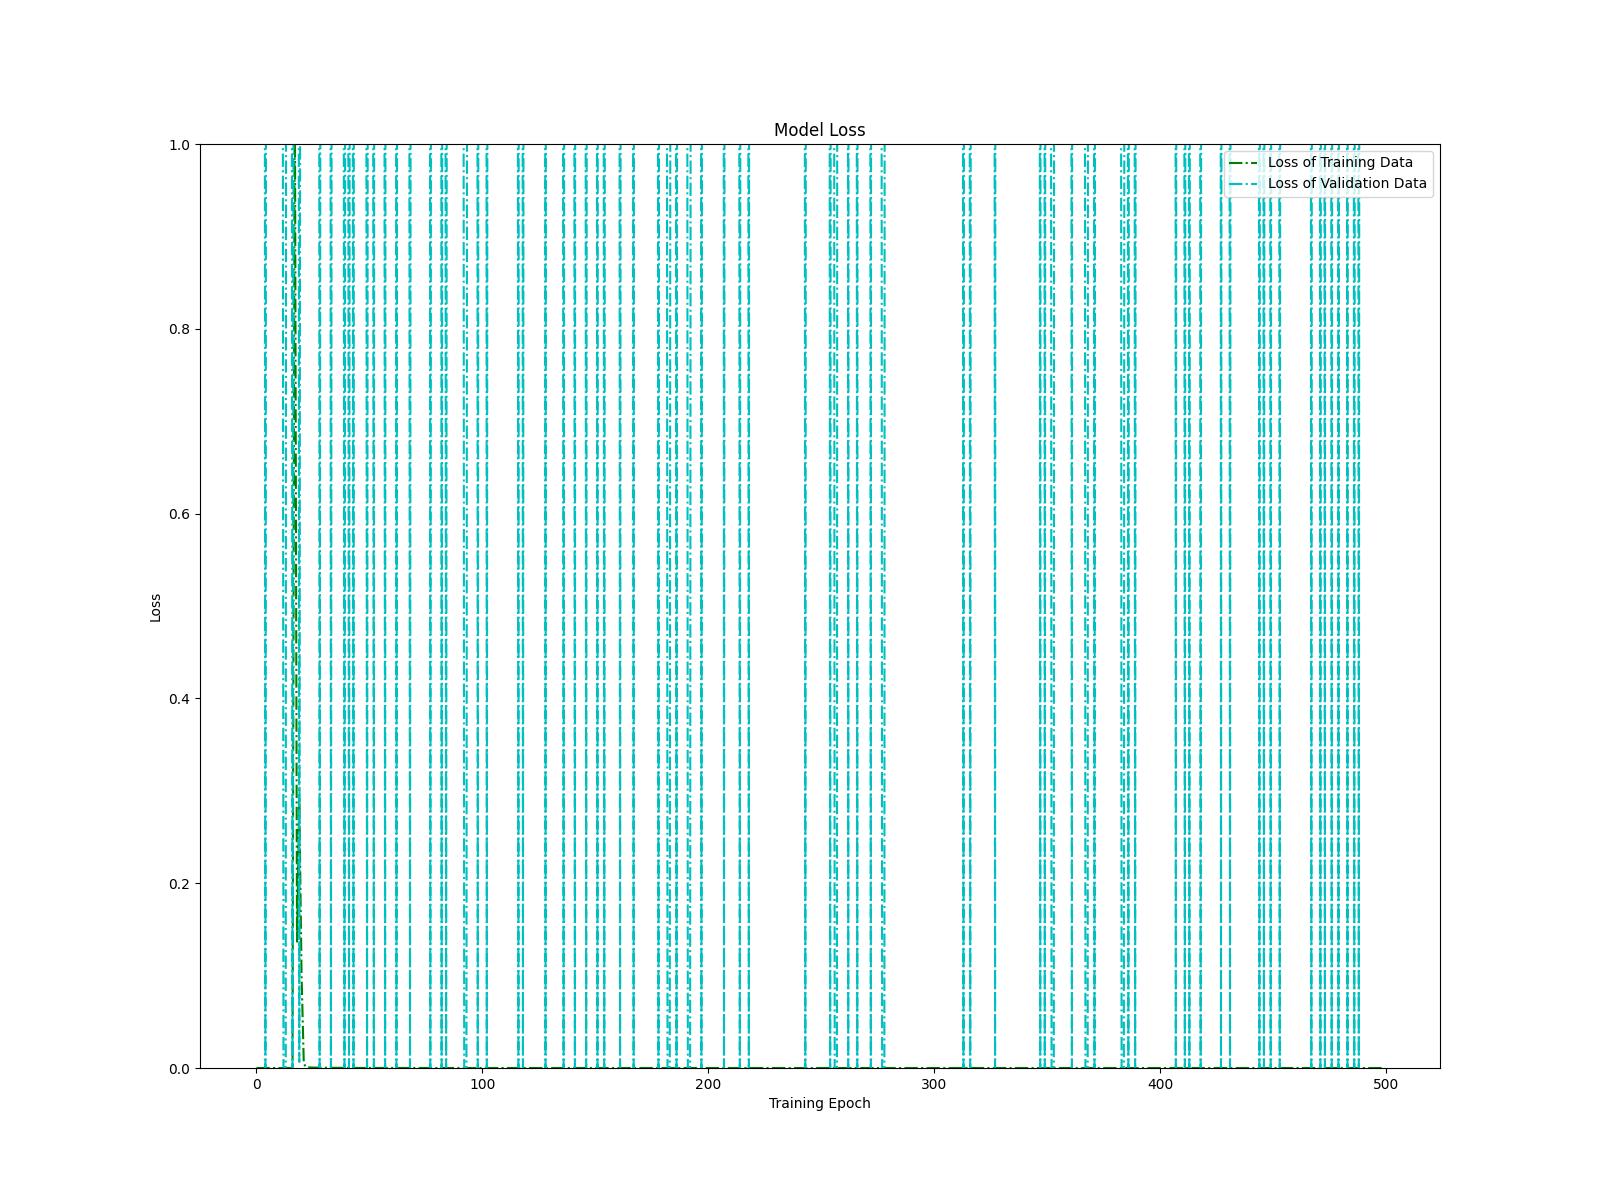 Model Loss
Loss of Training Data
Loss of Validation Data
1.0
0.8
0.6
0.4
0.2
0.0
Loss
0 100 200 300 400 500
Training Epoch